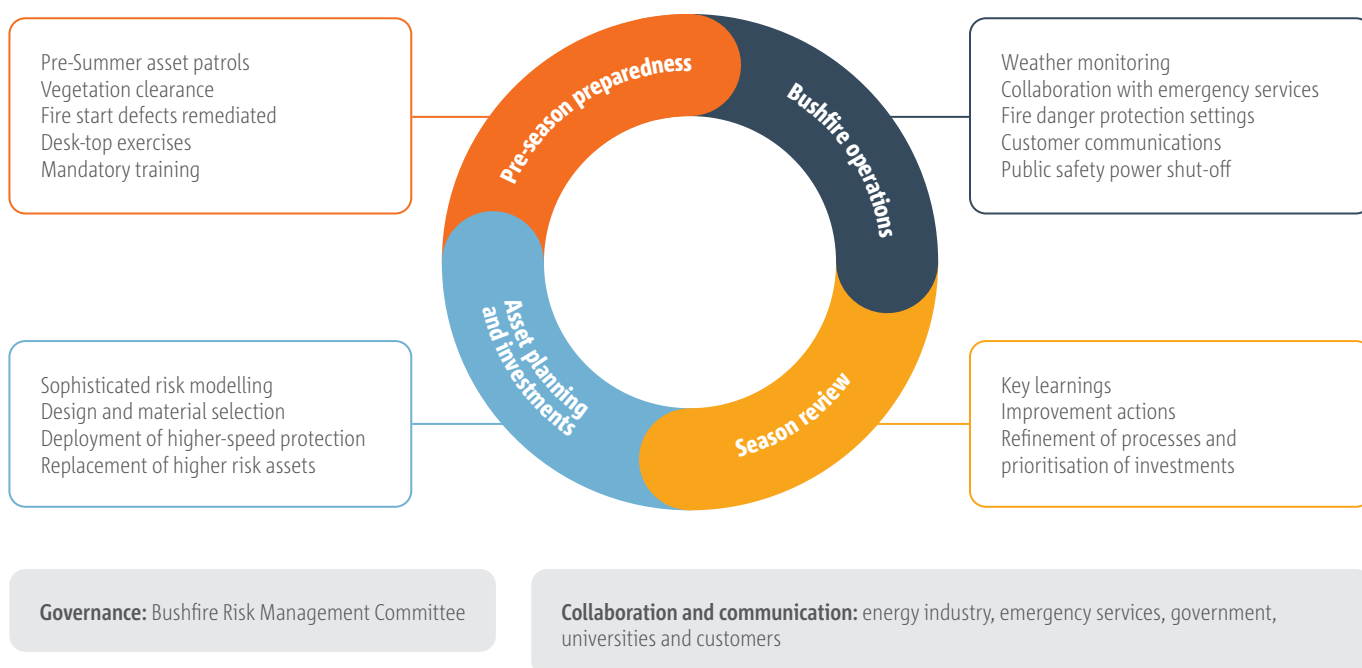 Pre-Summer asset patrols
Vegetation clearance
Fire start defects remediated
Desk-top exercises
Mandatory training
Pre-season preparedness
Bushfire operations
Weather monitoring
Collaboration with emergency services
Fire danger protection settings
Customer communications
Public safety power shut-off
Sophisticated risk modelling
Design and material selection
Deployment of higher-speed protection
Replacement of higher risk assets
Asset planning
and investments
Season review
Key learnings
Improvement actions
Refinement of processes and
prioritisation of investments
Governance: Bushfire Risk Management Committee
Collaboration and communication: energy industry, emergency services, government,
universities and customers